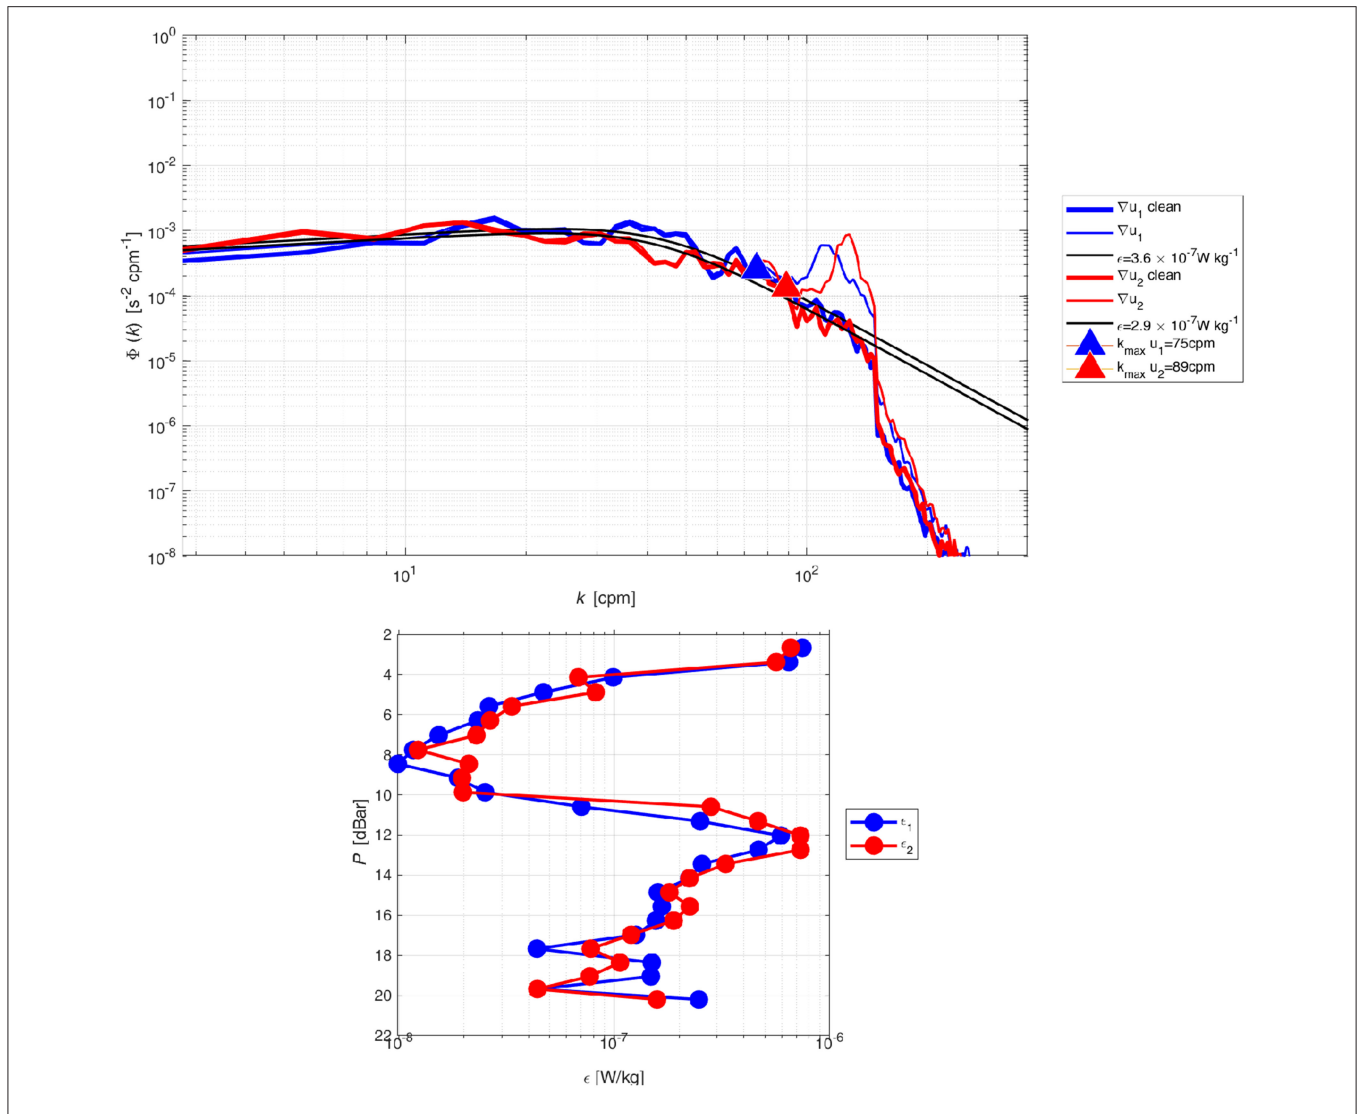 10^0
10^-1
10^-2
10^-3
10^-4
10^-5
10^-6
10^-7
10^-8
Φ (k) [s^-2 cpm^-1]
10^1 10^2
k [cpm]
∇u_1 clean
∇u_1
ϵ=3.6 × 10^-7W kg^-1
∇u_2 clean
∇u_2
ϵ=2.9 × 10^-7W kg^-1
k_max u_1=75cpm
k_max u_2=89cpm
2
4
6
8
10
12
14
16
18
20
22
P [dBar]
10^-8 10^-7 10^-6
ϵ [W/kg]
ϵ_1
ϵ_2